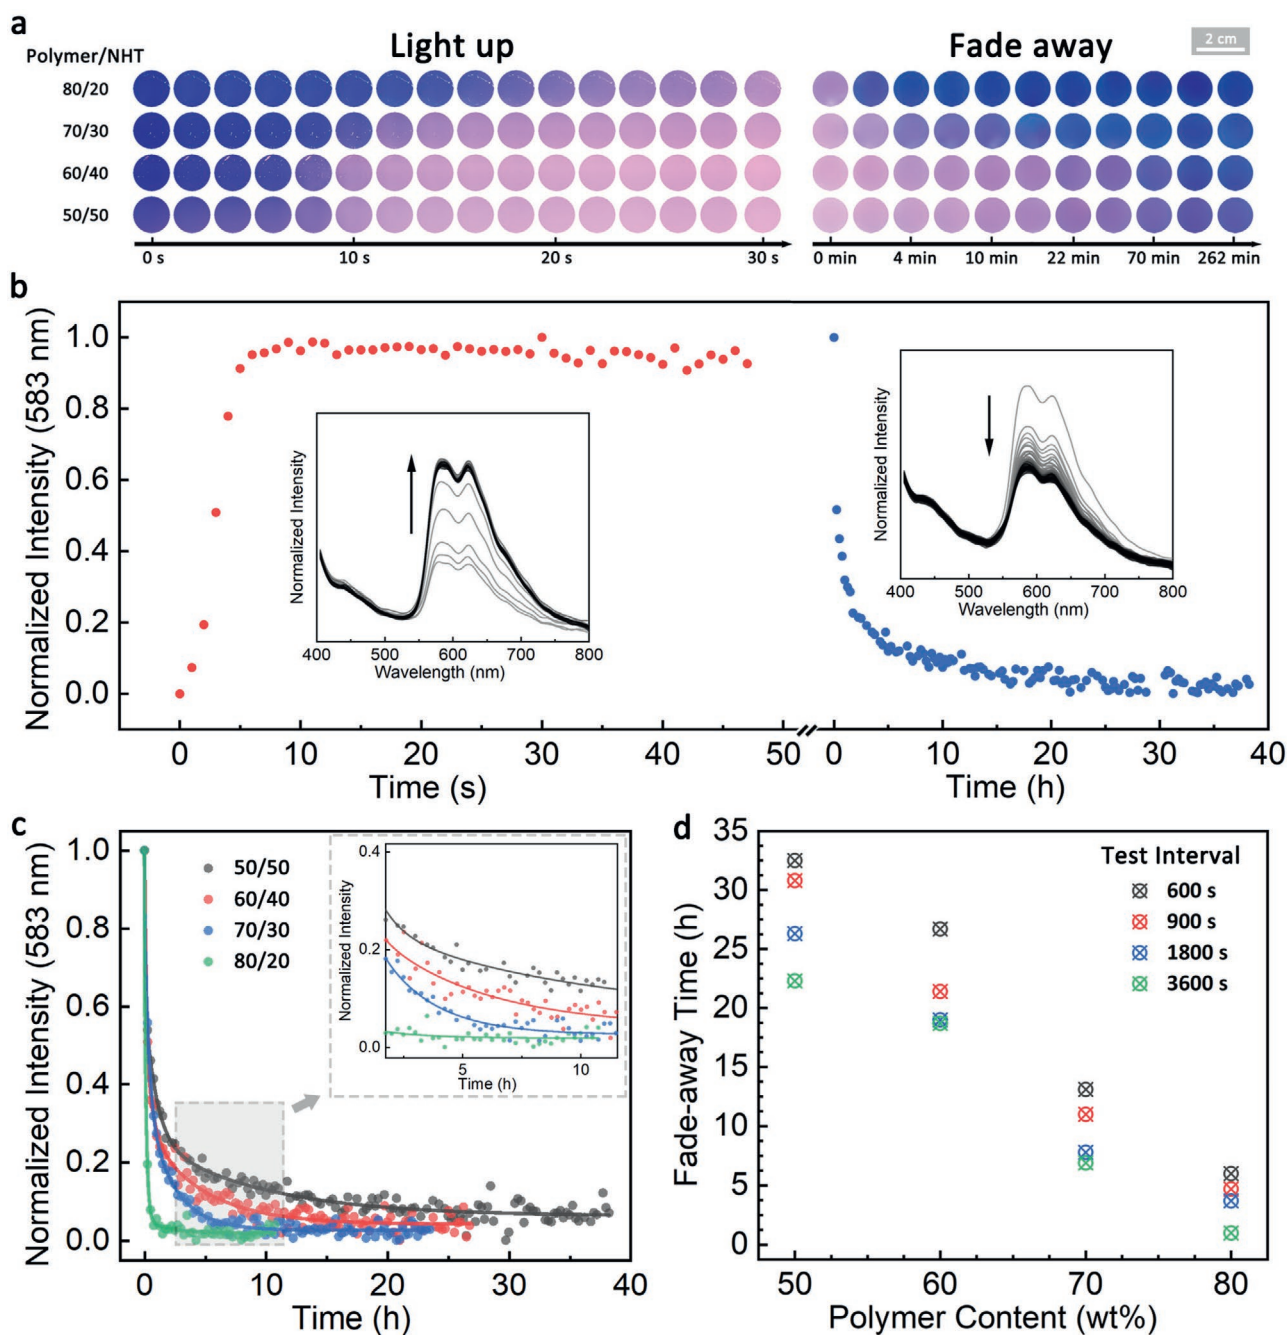 a
Light up
Fade away
2 cm
Polymer/NHT
80/20
70/30
60/40
50/50
0 s
10 s
20 s
30 s
0 min
4 min
10 min
22 min
70 min
262 min
b
Normalized Intensity (583 nm)
1.0
0.8
0.6
0.4
0.2
0.0
Normalized Intensity
400
500
600
700
800
Wavelength (nm)
Normalized Intensity
400
500
600
700
800
Wavelength (nm)
0
10
20
30
40
50
0
10
20
30
40
Time (s)
Time (h)
c
Normalized Intensity (583 nm)
1.0
0.8
0.6
0.4
0.2
0.0
50/50
60/40
70/30
80/20
Normalized Intensity
0.4
0.2
0.0
5
10
Time (h)
0
10
20
30
40
Time (h)
d
Fade-away Time (h)
35
30
25
20
15
10
5
0
Test Interval
600 s
900 s
1800 s
3600 s
50
60
70
80
Polymer Content (wt%)